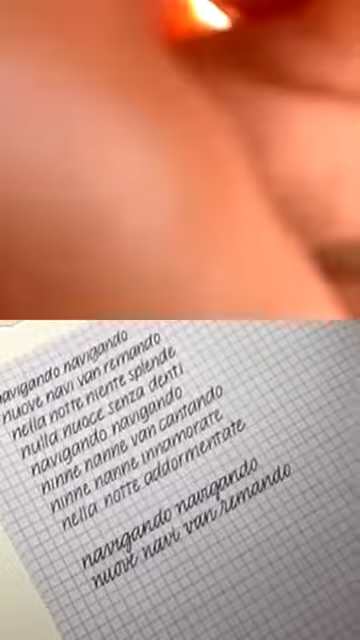 navigando navigando
nuove navi van remando
nella notte niente splende
nulla nuoce senza denti
navigando navigando
ninne nanne van cantando
ninne nanne innamorate
nella notte addormentate
navigando navigando
nuove navi van remando